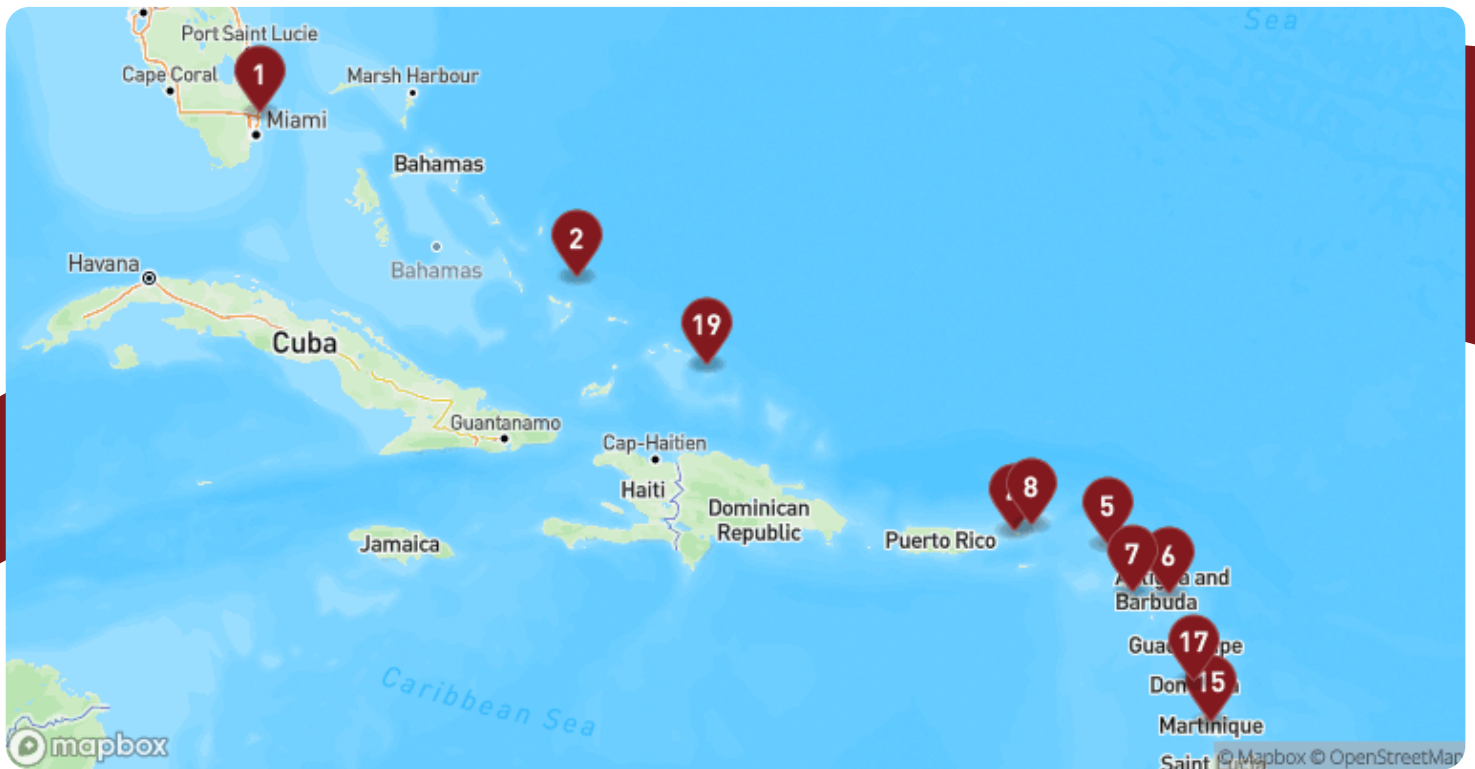 Sea
Port Saint Lucie
1
Cape Coral
Marsh Harbour
Miami
Bahamas
2
Havana
Bahamas
19
Cuba
Guantanamo
Cap-Haitien
8
Haiti
5
Dominican
Republic
Jamaica
Puerto Rico
7
6
and
Barbuda
17
15
Caribbean Sea
Martinique
mapbox
Saint
© Mapbox © OpenStreetMap